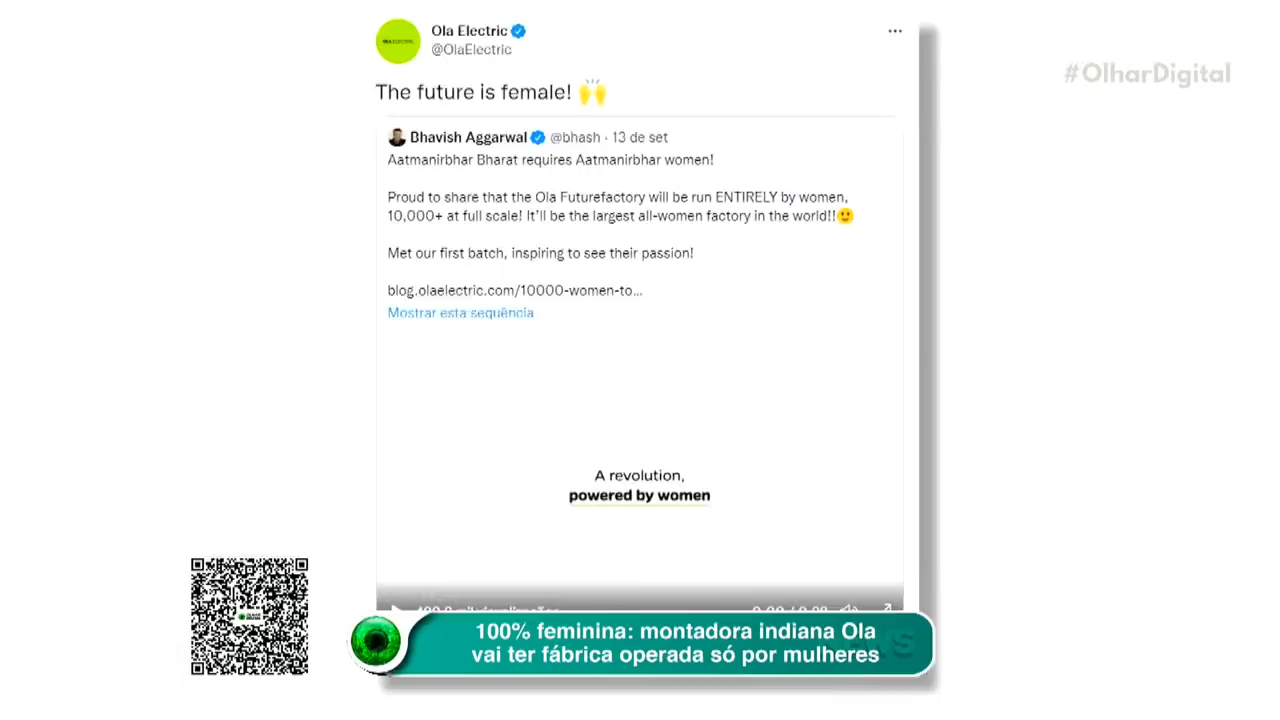 Ola Electric
@OlaElectric
#OlharDigital
The future is female! 🙌
Bhavish Aggarwal @bhash · 13 de set
Aatmanirbhar Bharat requires Aatmanirbhar women!
Proud to share that the Ola Futurefactory will be run ENTIRELY by women,
10,000+ at full scale! It'll be the largest all-women factory in the world!!🙂
Met our first batch, inspiring to see their passion!
blog.olaelectric.com/10000-women-to...
Mostrar esta sequência
A revolution,
powered by women
100% feminina: montadora indiana Ola
vai ter fábrica operada só por mulheres